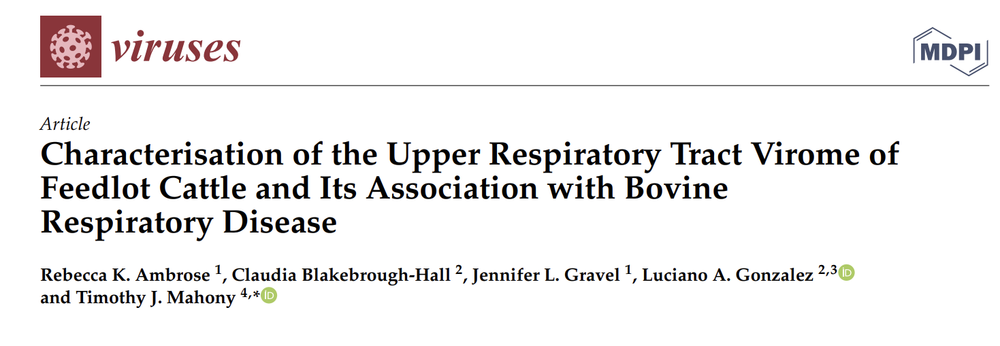 viruses
MDPI
Article
Characterisation of the Upper Respiratory Tract Virome of
Feedlot Cattle and Its Association with Bovine
Respiratory Disease
Rebecca K. Ambrose 1, Claudia Blakebrough-Hall 2, Jennifer L. Gravel 1, Luciano A. Gonzalez 2,3 iD
and Timothy J. Mahony 4,* iD